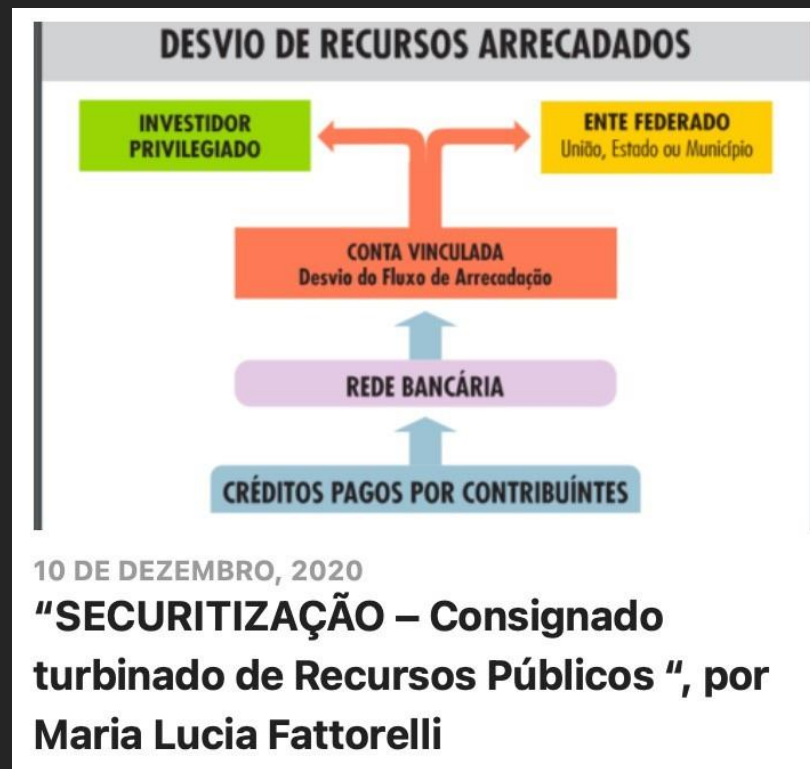 DESVIO DE RECURSOS ARRECADADOS
INVESTIDOR
PRIVILEGIADO
ENTE FEDERADO
União, Estado ou Município
CONTA VINCULADA
Desvio do Fluxo de Arrecadação
REDE BANCÁRIA
CRÉDITOS PAGOS POR CONTRIBUÍNTES
10 DE DEZEMBRO, 2020
“SECURITIZAÇÃO – Consignado
turbinado de Recursos Públicos “, por
Maria Lucia Fattorelli